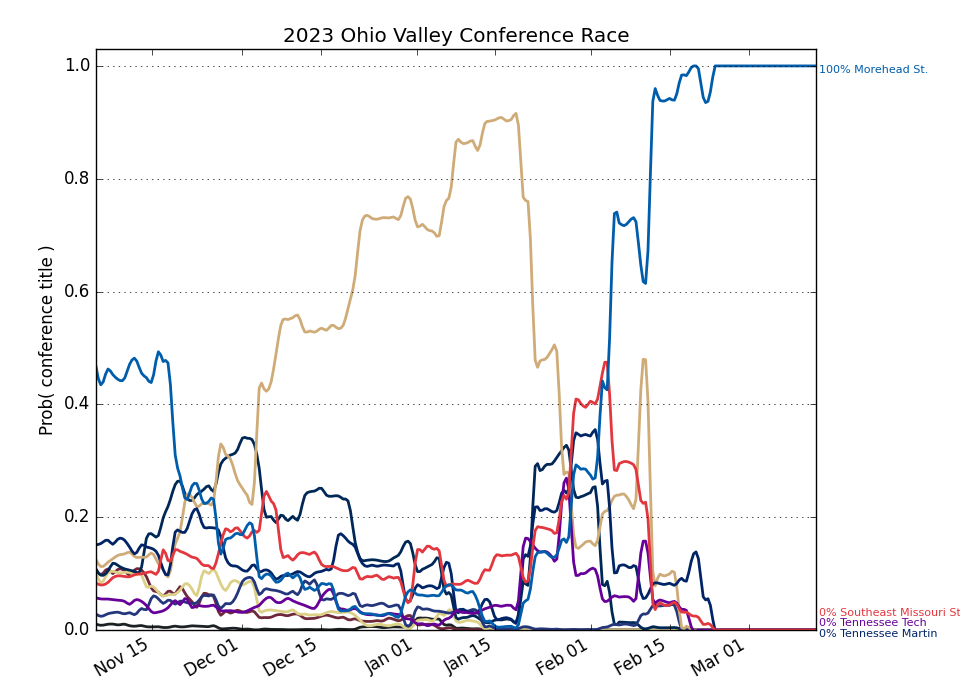 2023 Ohio Valley Conference Race
1.0
0.8
0.6
0.4
0.2
0.0
Prob( conference title )
100% Morehead St.
0% Southeast Missouri St
0% Tennessee Tech
0% Tennessee Martin
Nov 15
Dec 01
Dec 15
Jan 01
Jan 15
Feb 01
Feb 15
Mar 01